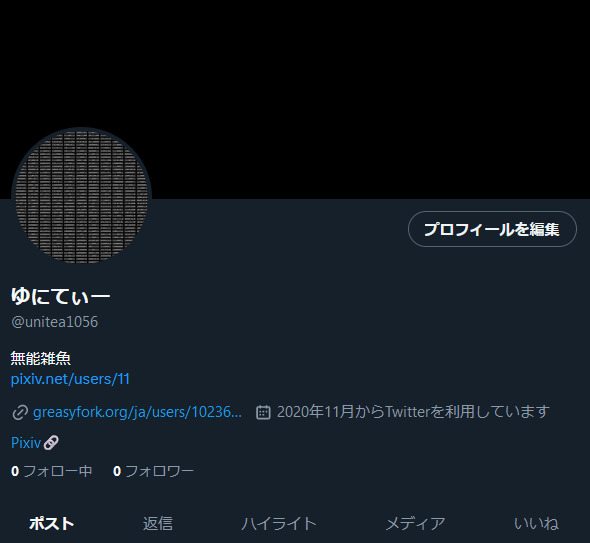 プロフィールを編集
ゆにてぃー
@unitea1056
無能雑魚
pixiv.net/users/11
greasyfork.org/ja/users/10236... 2020年11月からTwitterを利用しています
Pixiv🔗
0 フォロー中 0 フォロワー
ポスト 返信 ハイライト メディア いいね